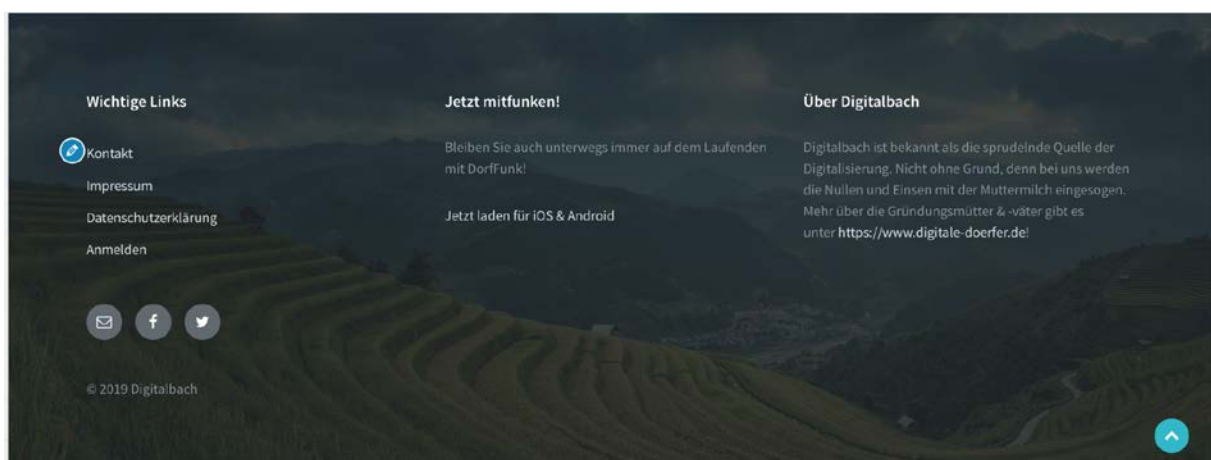 Wichtige Links
Kontakt
Impressum
Datenschutzerklärung
Anmelden
© 2019 Digitalbach
Jetzt mitfunken!
Bleiben Sie auch unterwegs immer auf dem Laufenden
mit DorfFunk!
Jetzt laden für iOS & Android
Über Digitalbach
Digitalbach ist bekannt als die sprudelnde Quelle der
Digitalisierung. Nicht ohne Grund, denn bei uns werden
die Nullen und Einsen mit der Muttermilch eingesogen.
Mehr über die Gründungsmütter & -väter gibt es
unter https://www.digitale-doerfer.de!